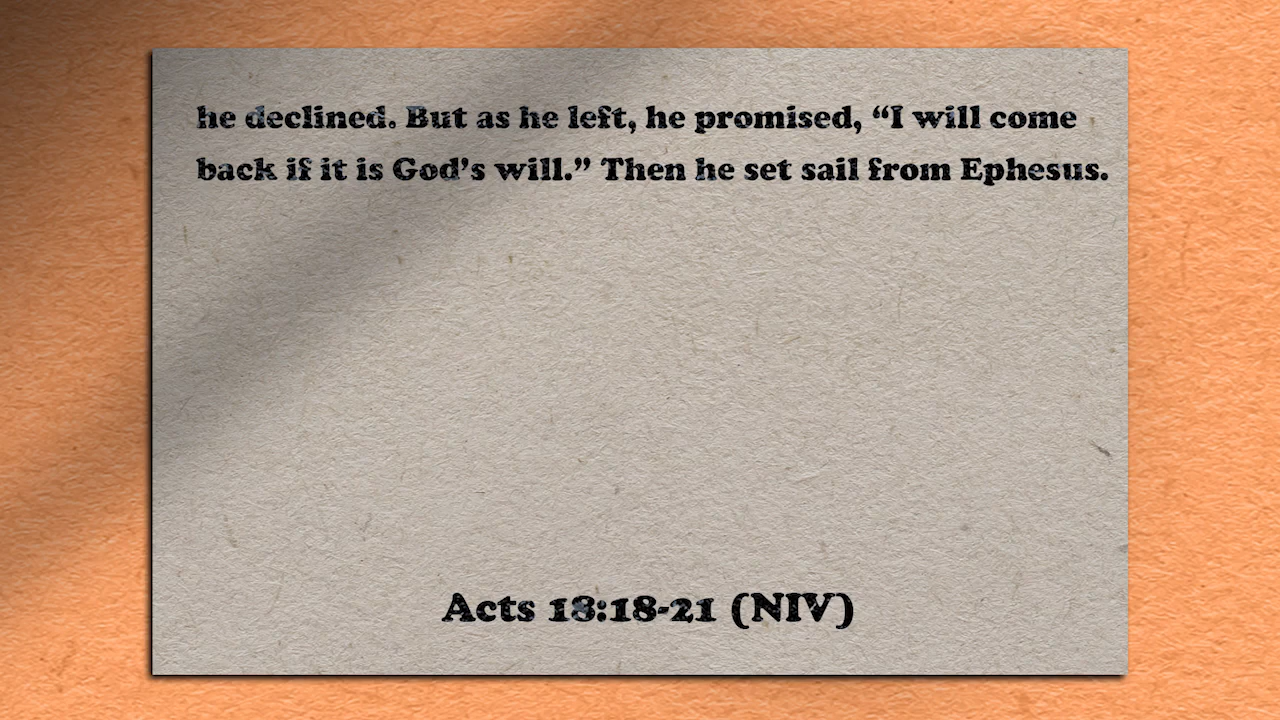 he declined. But as he left, he promised, “I will come
back if it is God’s will.” Then he set sail from Ephesus.
Acts 18:18-21 (NIV)